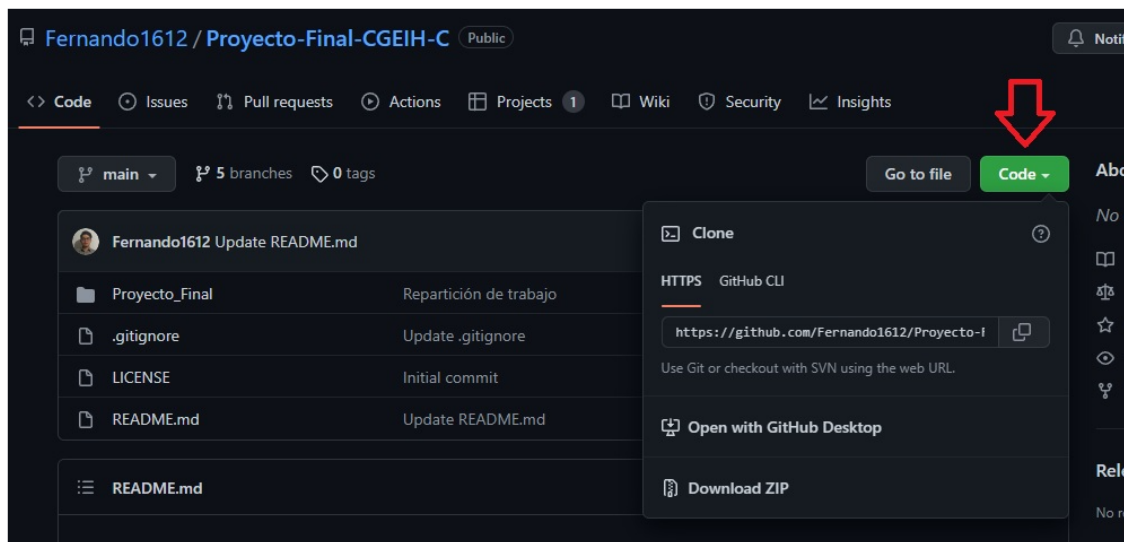 Fernando1612 / Proyecto-Final-CGEIH-C Public
<> Code Issues Pull requests Actions Projects 1 Wiki Security Insights
main 5 branches 0 tags Go to file Code
Fernando1612 Update README.md
Proyecto_Final Repartición de trabajo
.gitignore Update .gitignore
LICENSE Initial commit
README.md Update README.md
README.md
Clone
HTTPS GitHub CLI
https://github.com/Fernando1612/Proyecto-
Use Git or checkout with SVN using the web URL.
Open with GitHub Desktop
Download ZIP
No